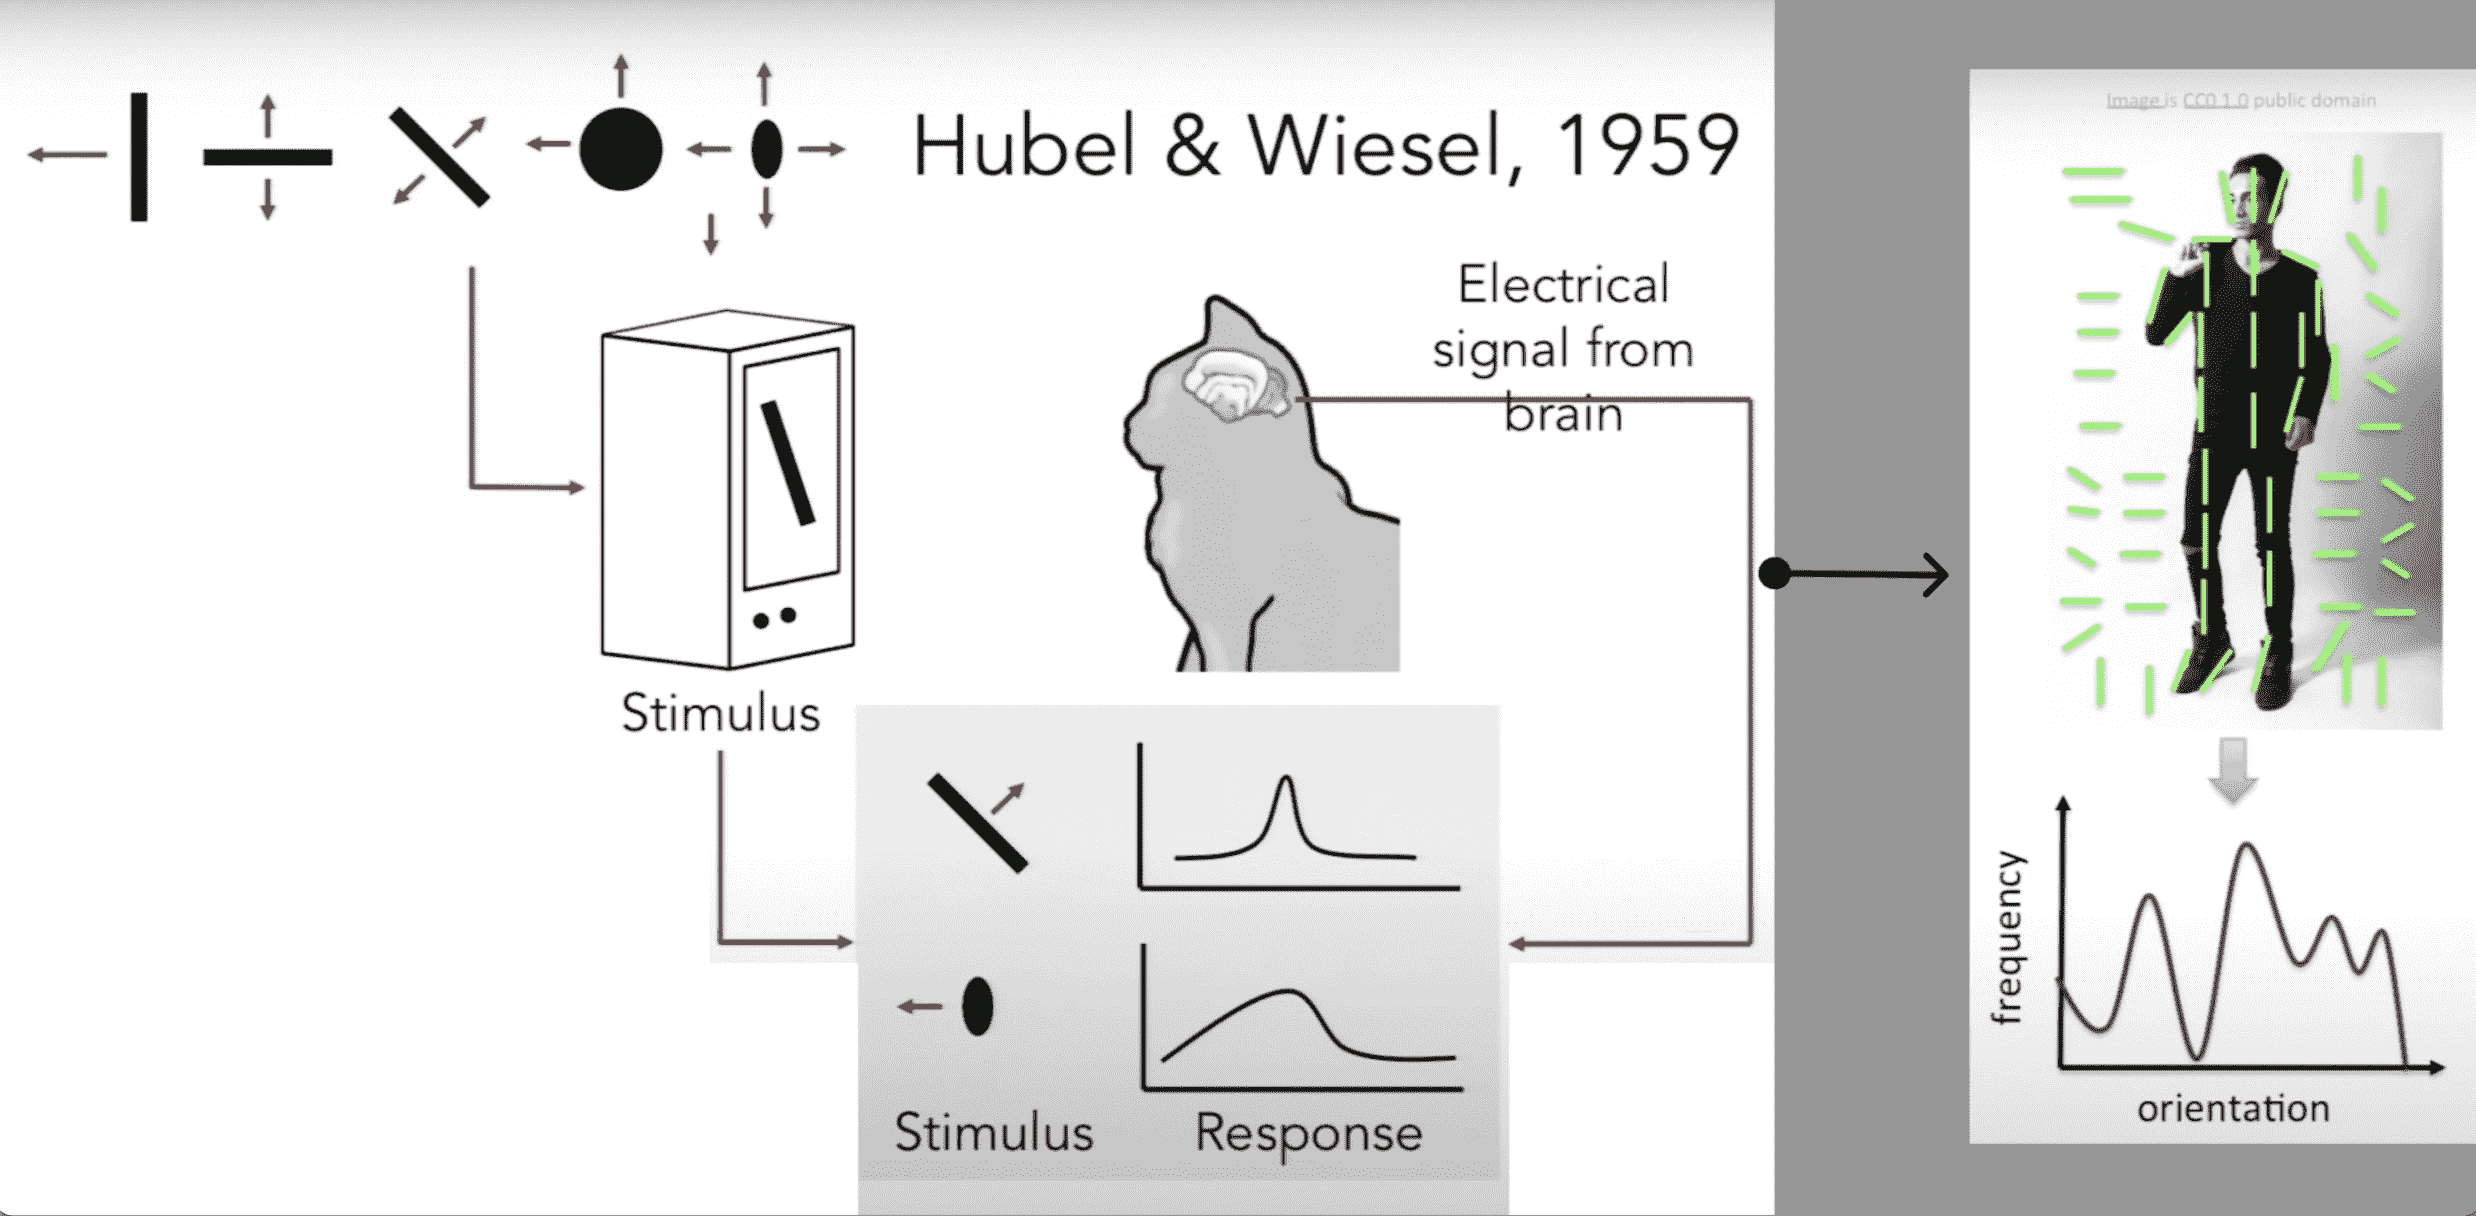 Hubel & Wiesel, 1959
Image is CC0 1.0 public domain
Electrical
signal from
brain
Stimulus
Stimulus
Response
frequency
orientation